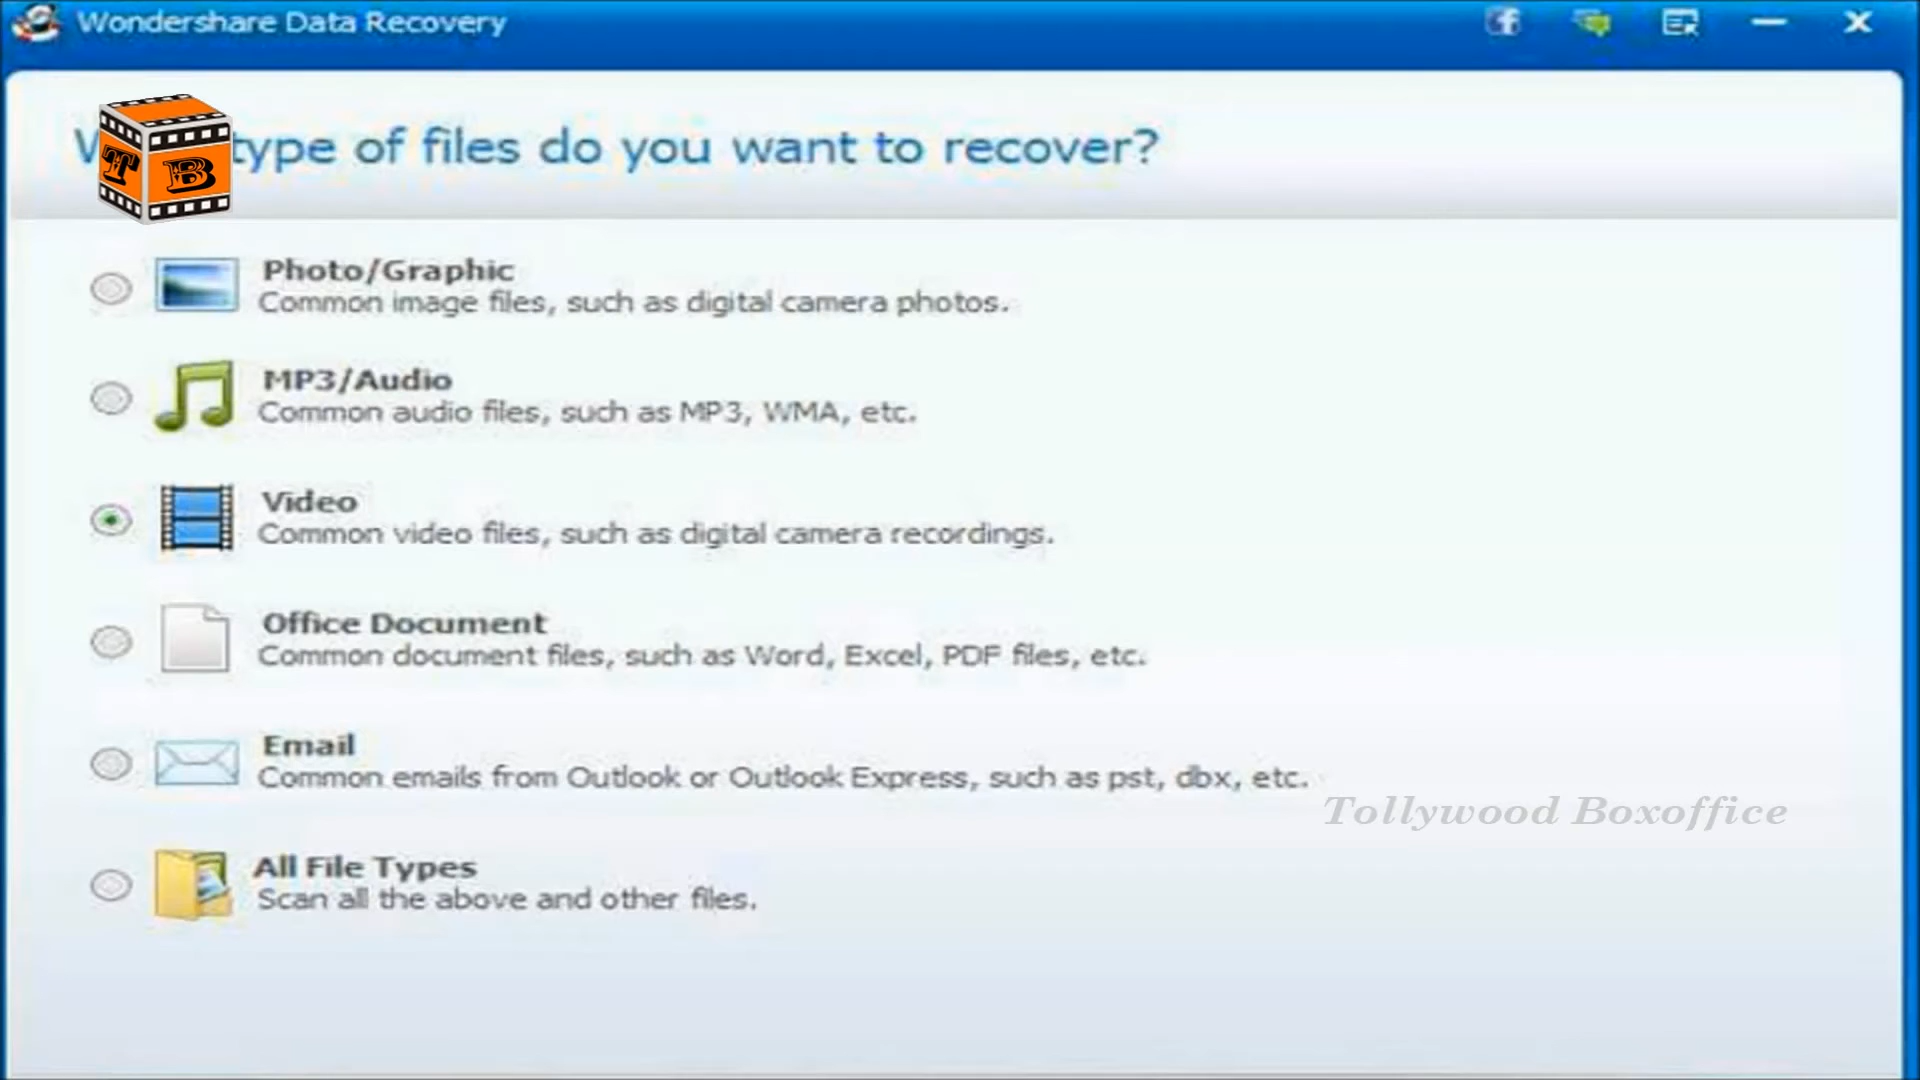 Wondershare Data Recovery
type of files do you want to recover?
T B
Photo/Graphic
Common image files, such as digital camera photos.
MP3/Audio
Common audio files, such as MP3, WMA, etc.
Video
Common video files, such as digital camera recordings.
Office Document
Common document files, such as Word, Excel, PDF files, etc.
Email
Common emails from Outlook or Outlook Express, such as pst, dbx, etc.
Tollywood Boxoffice
All File Types
Scan all the above and other files.